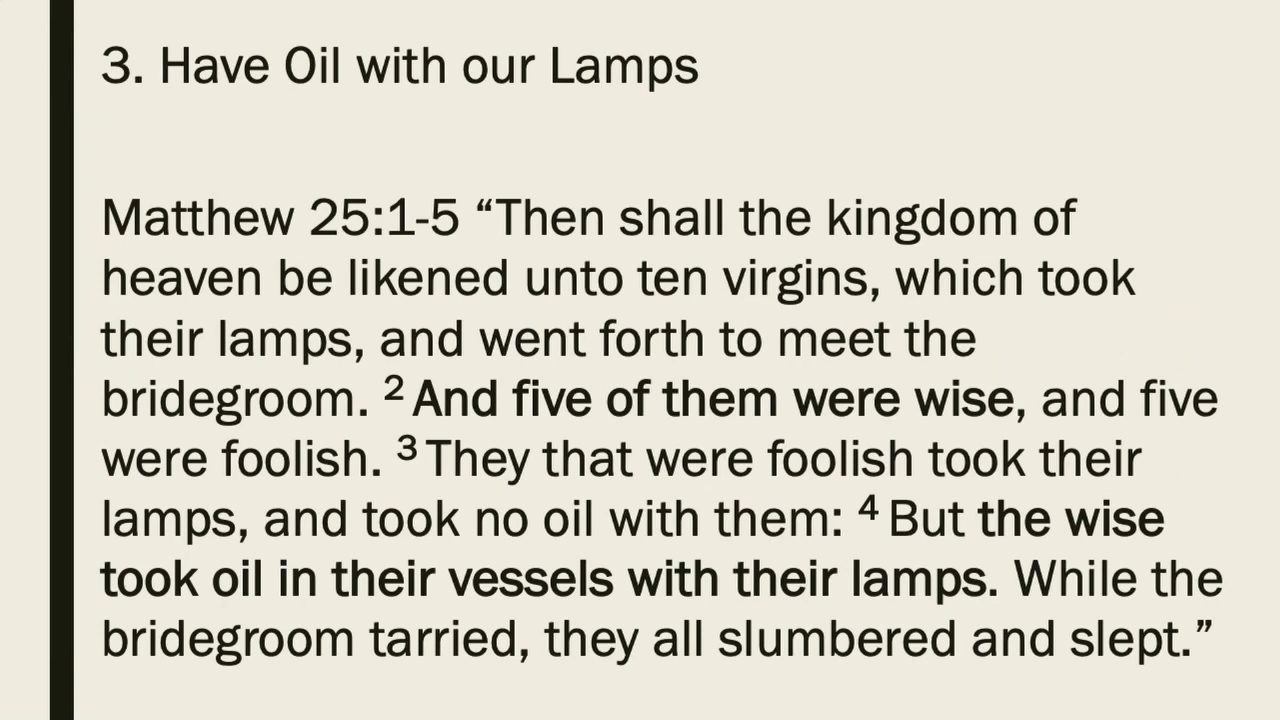 3. Have Oil with our Lamps
Matthew 25:1-5 “Then shall the kingdom of
heaven be likened unto ten virgins, which took
their lamps, and went forth to meet the
bridegroom. ² And five of them were wise, and five
were foolish. ³ They that were foolish took their
lamps, and took no oil with them: ⁴ But the wise
took oil in their vessels with their lamps. While the
bridegroom tarried, they all slumbered and slept.”